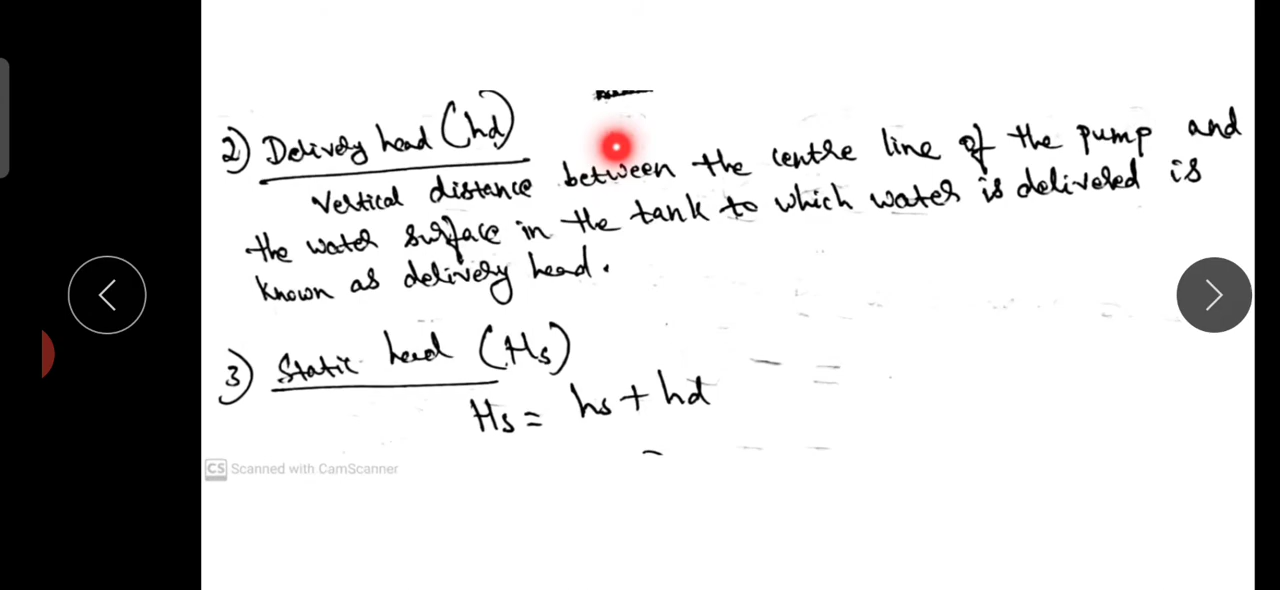 2) Delivery head (hd)
Vertical distance between the centre line of the pump and
the water surface in the tank to which water is delivered is
known as delivery head.
3) Static head (Hs)
Hs = hs + hd
CS Scanned with CamScanner